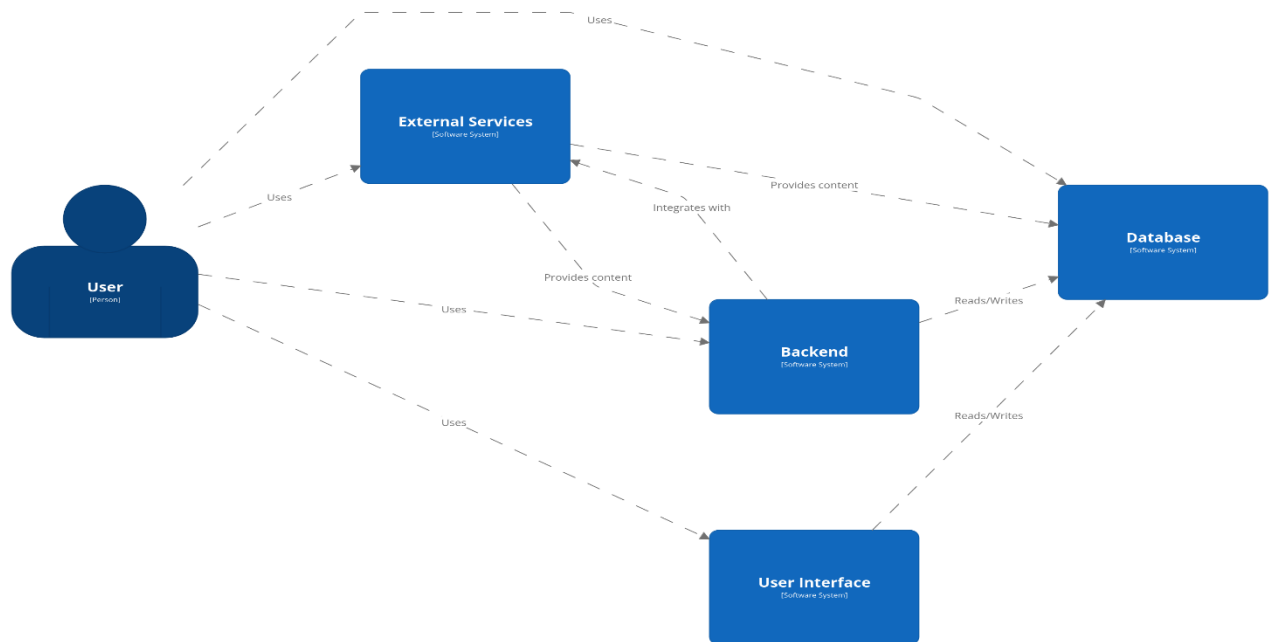 Uses
External Services
[Software System]
Provides content
Uses
Integrates with
Database
[Software System]
User
[Person]
Provides content
Uses
Reads/Writes
Backend
[Software System]
Uses
Reads/Writes
User Interface
[Software System]